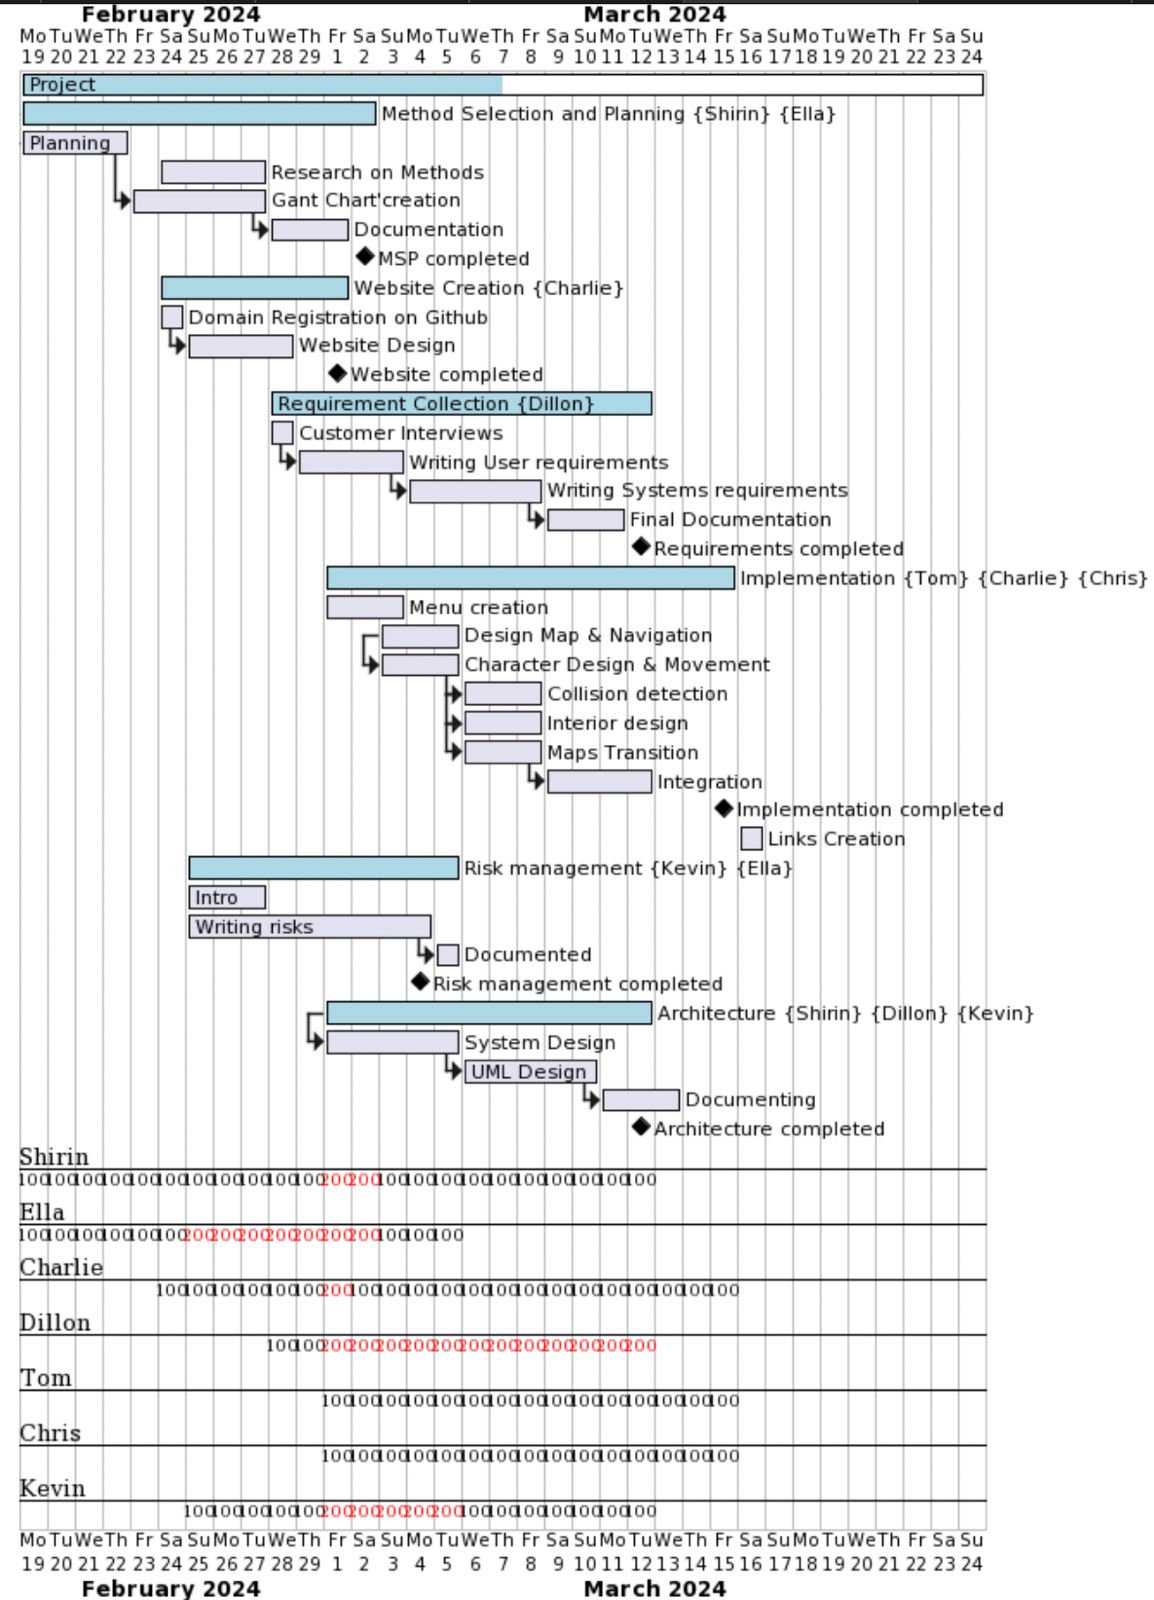 February 2024 March 2024
Mo Tu We Th Fr Sa Su Mo Tu We Th Fr Sa Su Mo Tu We Th Fr Sa Su Mo Tu We Th Fr Sa Su Mo Tu We Th Fr Sa Su
19 20 21 22 23 24 25 26 27 28 29 1 2 3 4 5 6 7 8 9 10 11 12 13 14 15 16 17 18 19 20 21 22 23 24
Project
Method Selection and Planning {Shirin} {Ella}
Planning
Research on Methods
Gant Chart'creation
Documentation
MSP completed
Website Creation {Charlie}
Domain Registration on Github
Website Design
Website completed
Requirement Collection {Dillon}
Customer Interviews
Writing User requirements
Writing Systems requirements
Final Documentation
Requirements completed
Implementation {Tom} {Charlie} {Chris}
Menu creation
Design Map & Navigation
Character Design & Movement
Collision detection
Interior design
Maps Transition
Integration
Implementation completed
Links Creation
Risk management {Kevin} {Ella}
Intro
Writing risks
Documented
Risk management completed
Architecture {Shirin} {Dillon} {Kevin}
System Design
UML Design
Documenting
Architecture completed
Shirin
100 100 100 100 100 100 100 100 100 100 100 200 200 100 100 100 100 100 100 100 100 100 100
Ella
100 100 100 100 100 100 200 200 200 200 200 200 200 100 100 100
Charlie
100 100 100 100 100 100 200 100 100 100 100 100 100 100 100 100 100 100 100 100 100
Dillon
100 100 200 200 200 200 200 200 200 200 200 200 200 200
Tom
100 100 100 100 100 100 100 100 100 100 100 100 100 100 100
Chris
100 100 100 100 100 100 100 100 100 100 100 100 100 100 100
Kevin
100 100 100 100 100 200 200 200 200 200 100 100 100 100 100 100 100
Mo Tu We Th Fr Sa Su Mo Tu We Th Fr Sa Su Mo Tu We Th Fr Sa Su Mo Tu We Th Fr Sa Su Mo Tu We Th Fr Sa Su
19 20 21 22 23 24 25 26 27 28 29 1 2 3 4 5 6 7 8 9 10 11 12 13 14 15 16 17 18 19 20 21 22 23 24
February 2024 March 2024